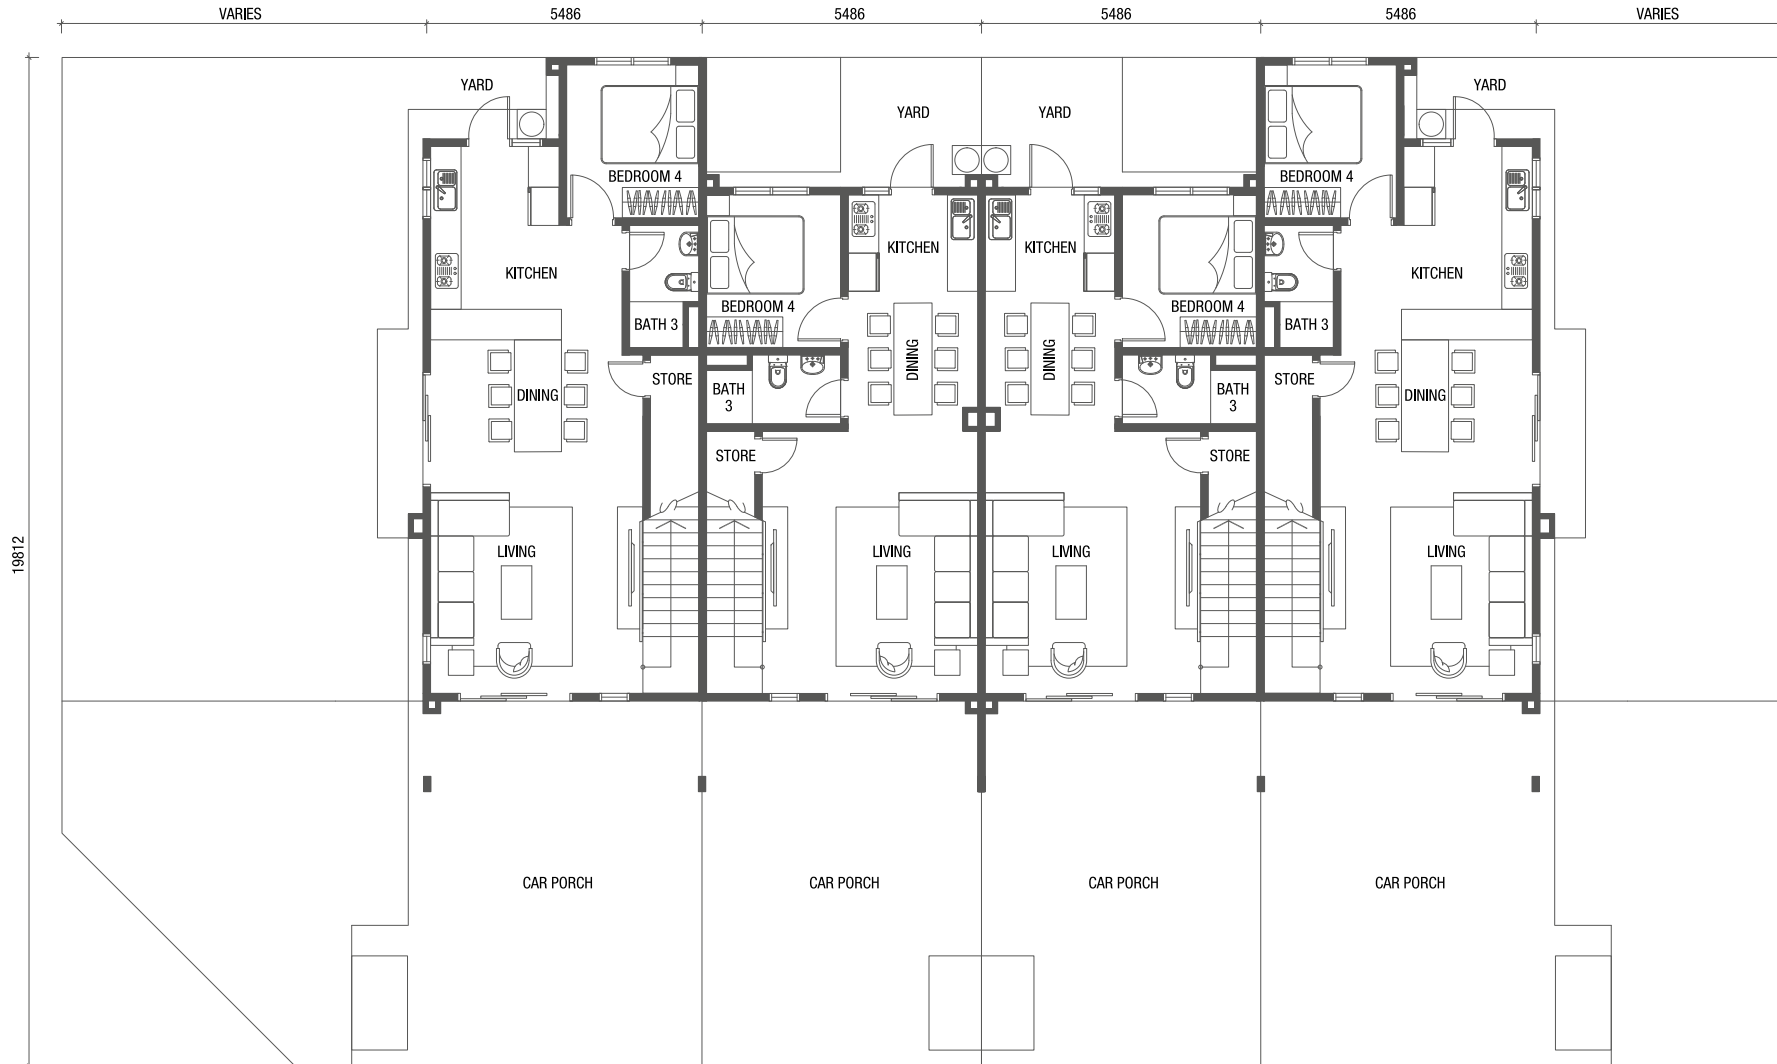 VARIES 5486 5486 5486 5486 VARIES
YARD YARD
YARD YARD
BEDROOM 4 BEDROOM 4
KITCHEN KITCHEN
KITCHEN KITCHEN
BEDROOM 4 BEDROOM 4
BATH 3 BATH 3
DINING DINING
STORE STORE
BATH
3
BATH
3
DINING DINING
STORE STORE
LIVING LIVING LIVING LIVING
19812
CAR PORCH CAR PORCH CAR PORCH CAR PORCH